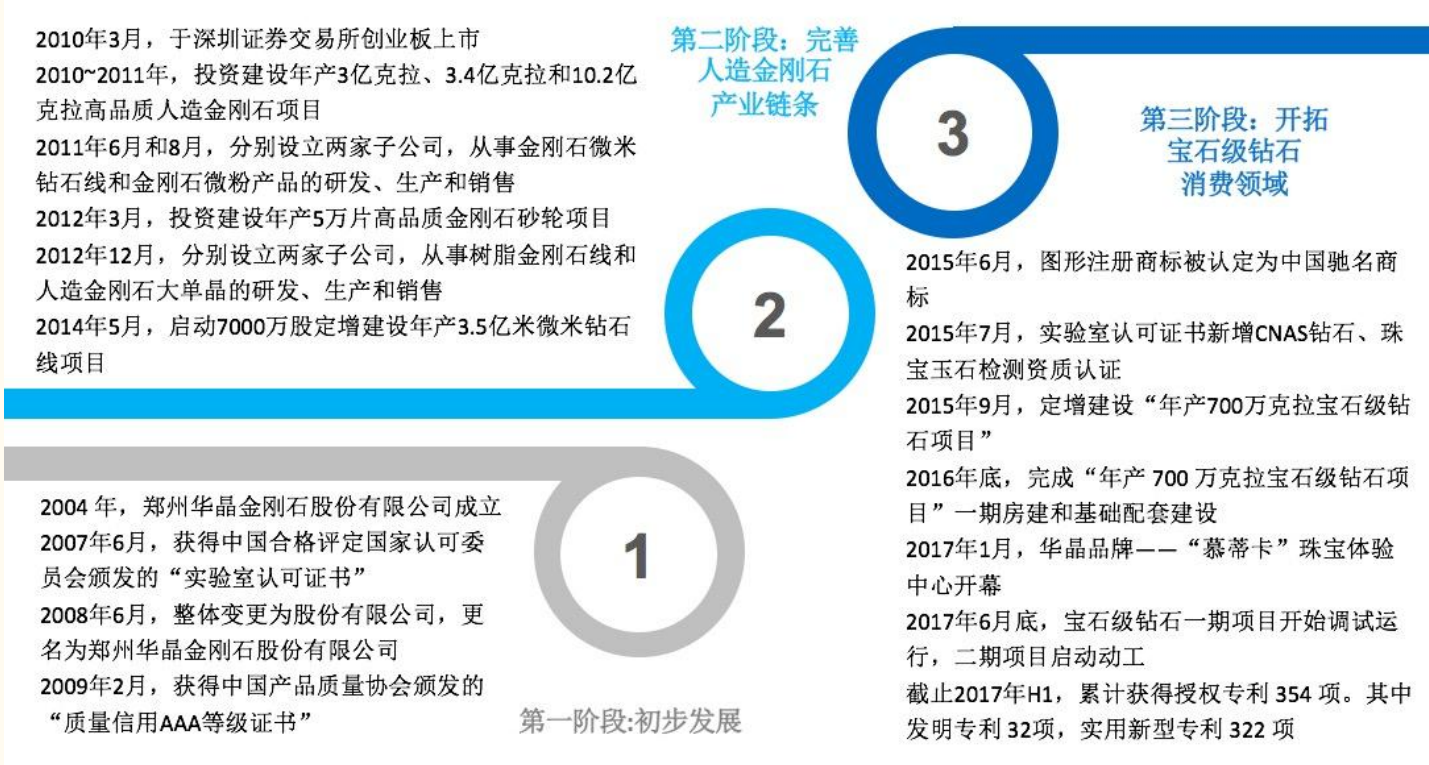 2010年3月，于深圳证券交易所创业板上市
2010~2011年，投资建设年产3亿克拉、3.4亿克拉和10.2亿
克拉高品质人造金刚石项目
2011年6月和8月，分别设立两家子公司，从事金刚石微米
钻石线和金刚石微粉产品的研发、生产和销售
2012年3月，投资建设年产5万片高品质金刚石砂轮项目
2012年12月，分别设立两家子公司，从事树脂金刚石线和
人造金刚石大单晶的研发、生产和销售
2014年5月，启动7000万股定增建设年产3.5亿米微米钻石
线项目
第二阶段：完善
人造金刚石
产业链条
2
3
第三阶段：开拓
宝石级钻石
消费领域
2015年6月，图形注册商标被认定为中国驰名商
标
2015年7月，实验室认可证书新增CNAS钻石、珠
宝玉石检测资质认证
2015年9月，定增建设“年产700万克拉宝石级钻
石项目”
2016年底，完成“年产 700 万克拉宝石级钻石项
目”一期房建和基础配套建设
2017年1月，华晶品牌——“慕蒂卡”珠宝体验
中心开幕
2017年6月底，宝石级钻石一期项目开始调试运
行，二期项目启动动工
截止2017年H1，累计获得授权专利 354 项。其中
发明专利 32项，实用新型专利 322 项
2004 年，郑州华晶金刚石股份有限公司成立
2007年6月，获得中国合格评定国家认可委
员会颁发的“实验室认可证书”
2008年6月，整体变更为股份有限公司，更
名为郑州华晶金刚石股份有限公司
2009年2月，获得中国产品质量协会颁发的
“质量信用AAA等级证书”
1
第一阶段:初步发展